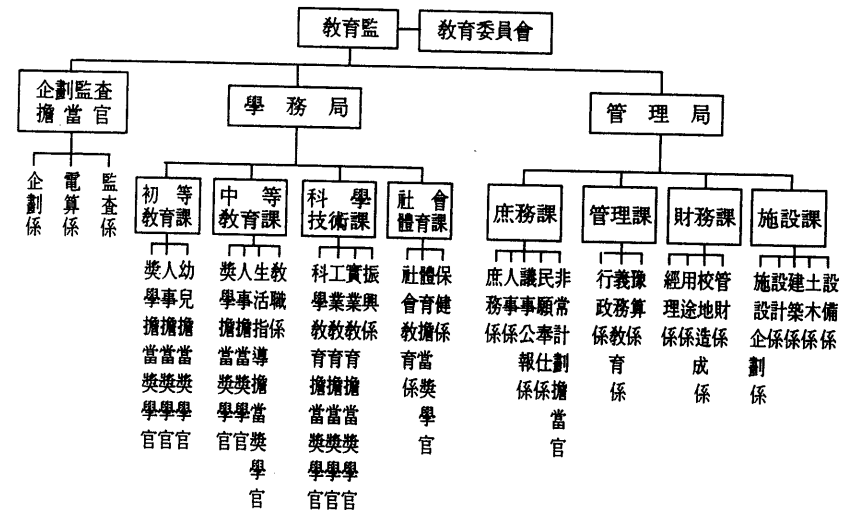 教育監
教育委員會
企劃監査
擔當官
學務局
管理局
企劃係
電算係
監査係
初等
教育課
中等
教育課
科學
技術課
社會
體育課
庶務課
管理課
財務課
施設課
奬學擔當奬學官
人事擔當奬學官
幼兒擔當奬學官
奬學擔當奬學官
人事擔當奬學官
生活指導擔當奬學官
教職係
科學教育擔當奬學官
工業教育擔當奬學官
實業教育擔當奬學官
振興係
社會教育係
體育擔當奬學官
保健係
庶務係
人事係
議事公報係
民願奉仕係
非常計劃擔當官
行政係
義務教育係
豫算係
經理係
用途係
校地造成係
管財係
施設企劃係
設計係
建築係
土木係
設備係